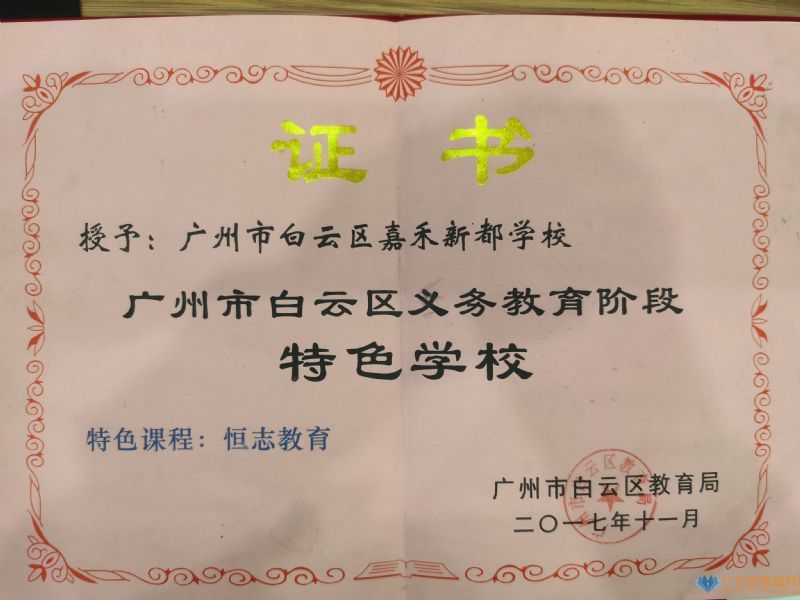 证 书
授予：广州市白云区嘉禾新都学校
广州市白云区义务教育阶段
特色学校
特色课程：恒志教育
广州市白云区教育局
二〇一七年十一月